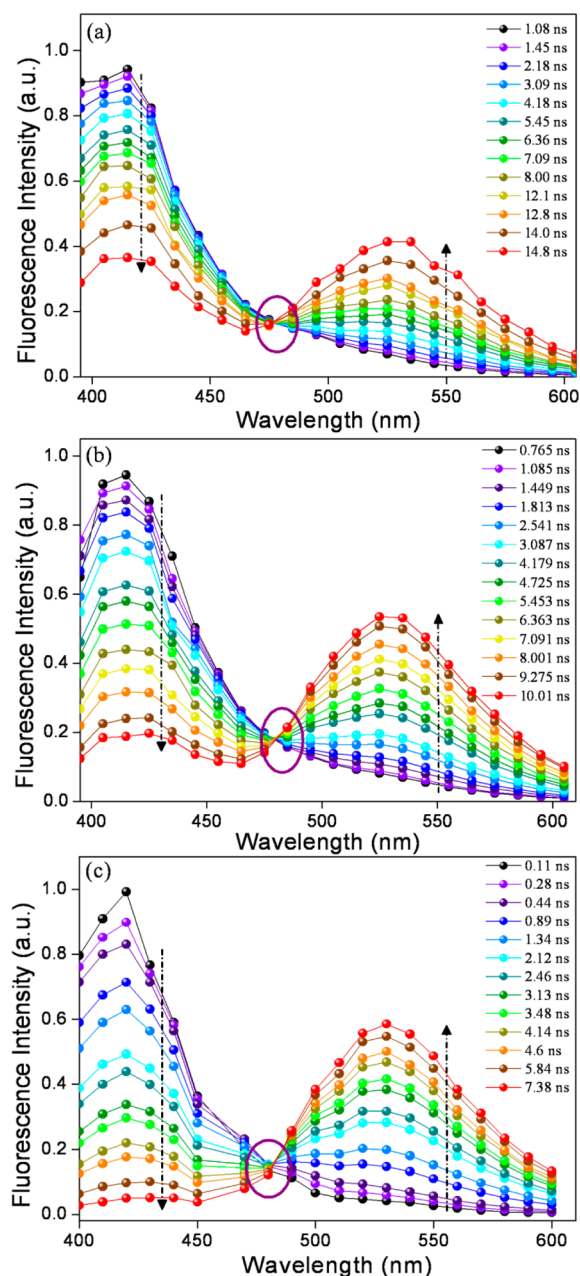 (a)
1.08 ns
1.45 ns
2.18 ns
3.09 ns
4.18 ns
5.45 ns
6.36 ns
7.09 ns
8.00 ns
12.1 ns
12.8 ns
14.0 ns
14.8 ns
Fluorescence Intensity (a.u.)
1.0
0.8
0.6
0.4
0.2
0.0
400 450 500 550 600
Wavelength (nm)
(b)
0.765 ns
1.085 ns
1.449 ns
1.813 ns
2.541 ns
3.087 ns
4.179 ns
4.725 ns
5.453 ns
6.363 ns
7.091 ns
8.001 ns
9.275 ns
10.01 ns
Fluorescence Intensity (a.u.)
1.0
0.8
0.6
0.4
0.2
0.0
400 450 500 550 600
Wavelength (nm)
(c)
0.11 ns
0.28 ns
0.44 ns
0.89 ns
1.34 ns
2.12 ns
2.46 ns
3.13 ns
3.48 ns
4.14 ns
4.6 ns
5.84 ns
7.38 ns
Fluorescence Intensity (a.u.)
1.0
0.8
0.6
0.4
0.2
0.0
400 450 500 550 600
Wavelength (nm)